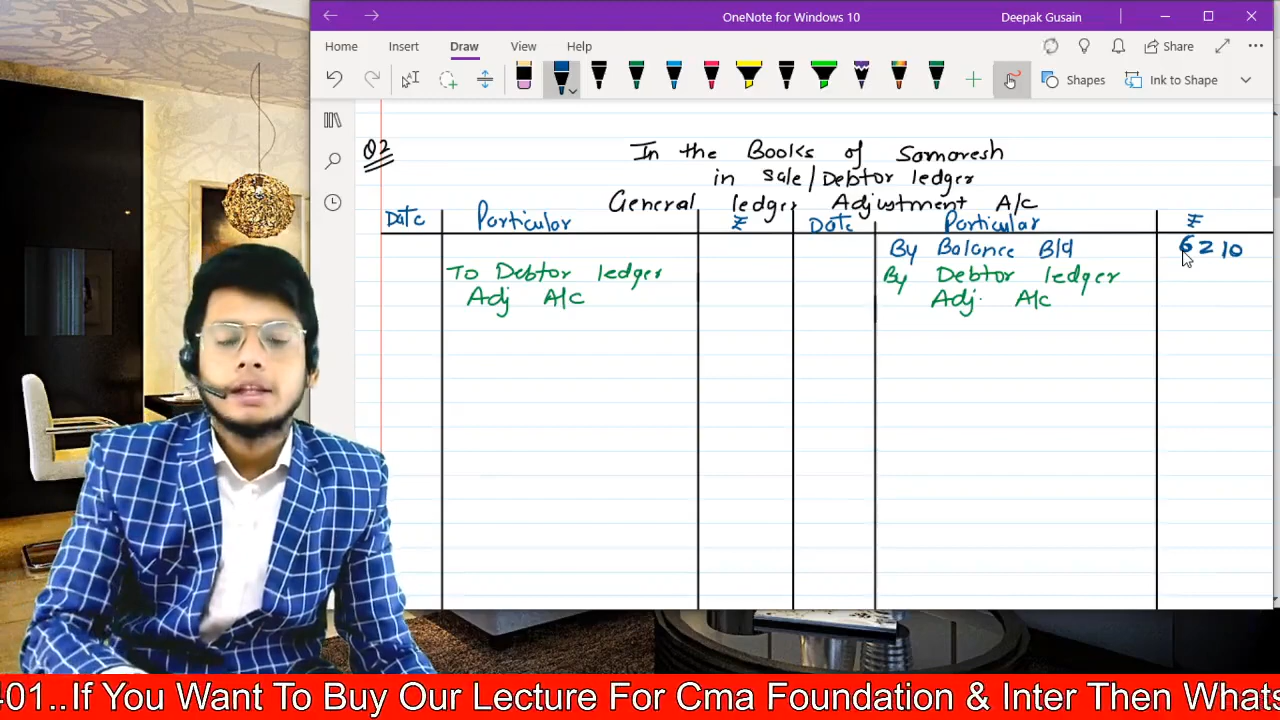 OneNote for Windows 10
Deepak Gusain
Home Insert Draw View Help
Share
Shapes
Ink to Shape
Q2
In the Books of Samaresh
in Sale/Debtor ledger
General ledger Adjustment A/c
Date Particular ₹ Date Particular ₹
By Balance B/d 6210
To Debtor ledger By Debtor ledger
Adj A/c Adj. A/c
401..If You Want To Buy Our Lecture For Cma Foundation & Inter Then Whats